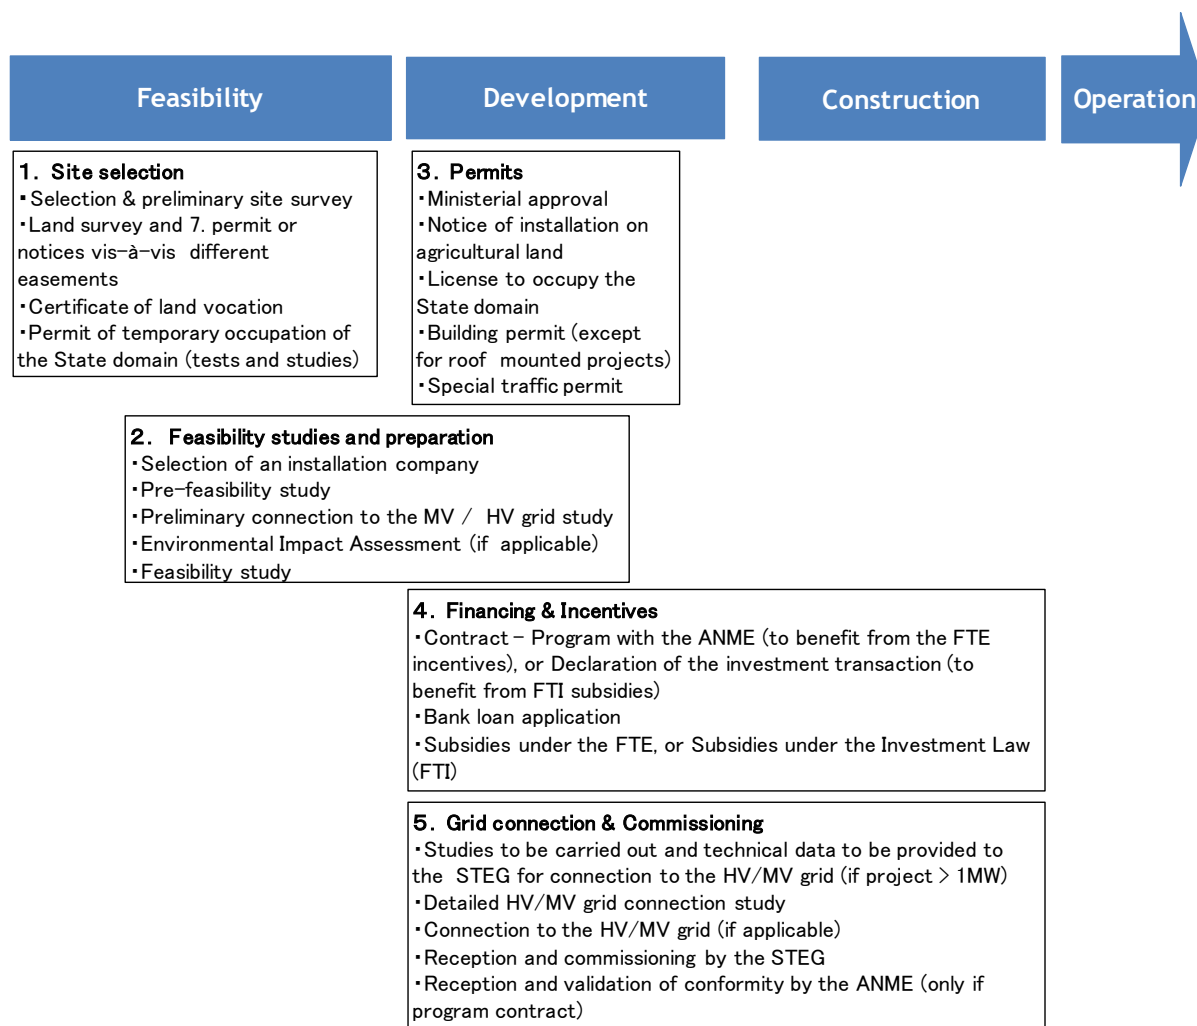 Feasibility
Development
Construction
Operation
1. Site selection
・Selection & preliminary site survey
・Land survey and 7. permit or
notices vis-à-vis different
easements
・Certificate of land vocation
・Permit of temporary occupation of
the State domain (tests and studies)
3. Permits
・Ministerial approval
・Notice of installation on
agricultural land
・License to occupy the
State domain
・Building permit (except
for roof mounted projects)
・Special traffic permit
2. Feasibility studies and preparation
・Selection of an installation company
・Pre-feasibility study
・Preliminary connection to the MV / HV grid study
・Environmental Impact Assessment (if applicable)
・Feasibility study
4. Financing & Incentives
・Contract - Program with the ANME (to benefit from the FTE
incentives), or Declaration of the investment transaction (to
benefit from FTI subsidies)
・Bank loan application
・Subsidies under the FTE, or Subsidies under the Investment Law
(FTI)
5. Grid connection & Commissioning
・Studies to be carried out and technical data to be provided to
the STEG for connection to the HV/MV grid (if project > 1MW)
・Detailed HV/MV grid connection study
・Connection to the HV/MV grid (if applicable)
・Reception and commissioning by the STEG
・Reception and validation of conformity by the ANME (only if
program contract)